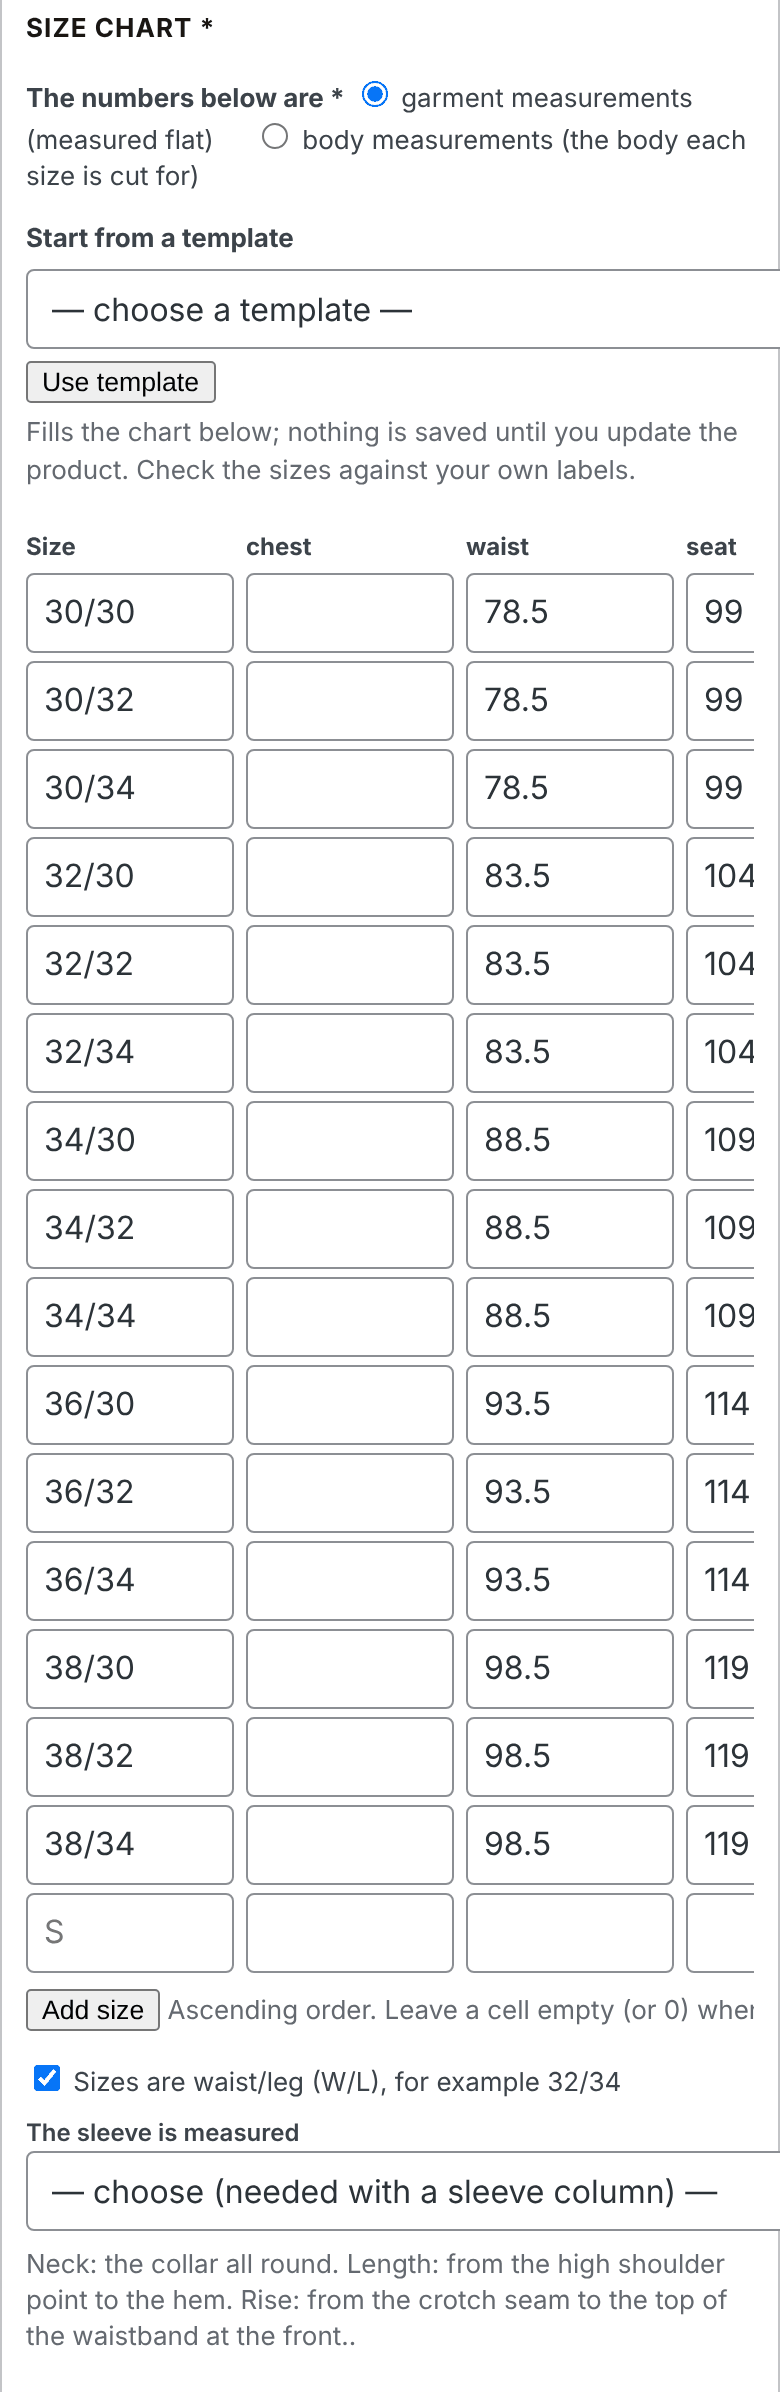 SIZE CHART *
The numbers below are * garment measurements
(measured flat) body measurements (the body each
size is cut for)
Start from a template
— choose a template —
Use template
Fills the chart below; nothing is saved until you update the
product. Check the sizes against your own labels.
Size chest waist seat
30/30 78.5 99
30/32 78.5 99
30/34 78.5 99
32/30 83.5 104
32/32 83.5 104
32/34 83.5 104
34/30 88.5 109
34/32 88.5 109
34/34 88.5 109
36/30 93.5 114
36/32 93.5 114
36/34 93.5 114
38/30 98.5 119
38/32 98.5 119
38/34 98.5 119
S
Add size Ascending order. Leave a cell empty (or 0)
Sizes are waist/leg (W/L), for example 32/34
The sleeve is measured
— choose (needed with a sleeve column) —
Neck: the collar all round. Length: from the high shoulder
point to the hem. Rise: from the crotch seam to the top of
the waistband at the front..